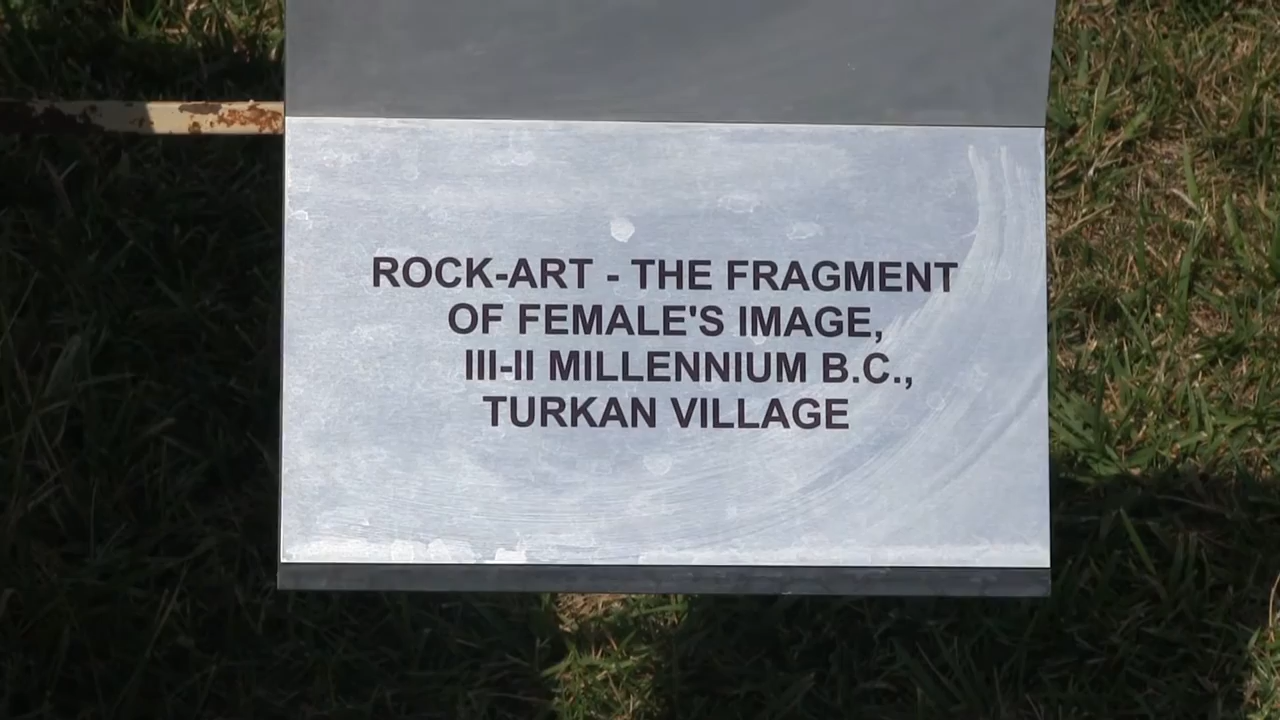 ROCK-ART - THE FRAGMENT
OF FEMALE'S IMAGE,
III-II MILLENNIUM B.C.,
TURKAN VILLAGE